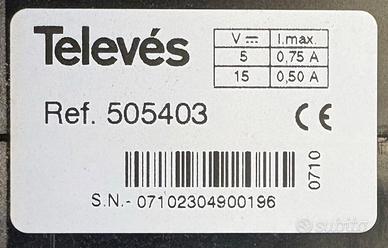 Televés
V ⎓ I.max.
5 0,75 A
15 0,50 A
Ref. 505403
CE
0710
S.N.- 07102304900196
subito